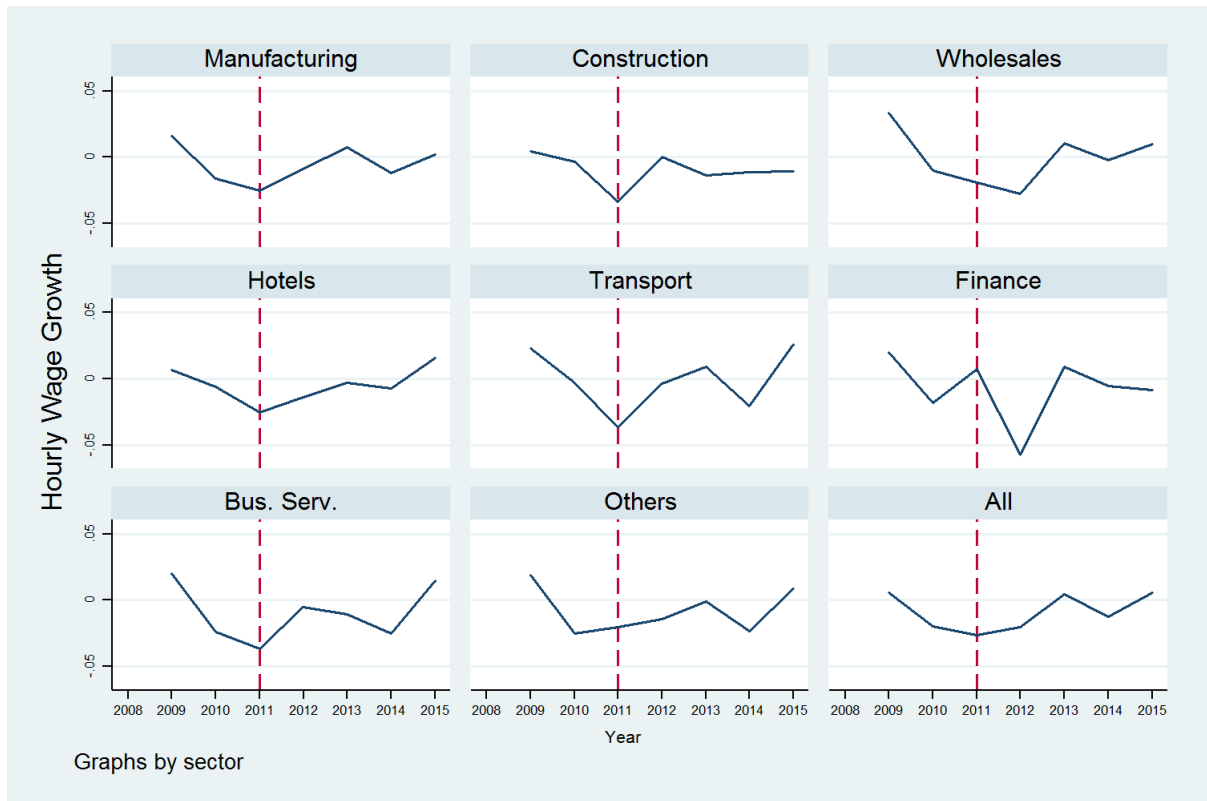 Manufacturing Construction Wholesales
.05
0
-.05
Hotels Transport Finance
.05
0
-.05
Bus. Serv. Others All
.05
0
-.05
Hourly Wage Growth
2008 2009 2010 2011 2012 2013 2014 2015 2008 2009 2010 2011 2012 2013 2014 2015 2008 2009 2010 2011 2012 2013 2014 2015
Year
Graphs by sector